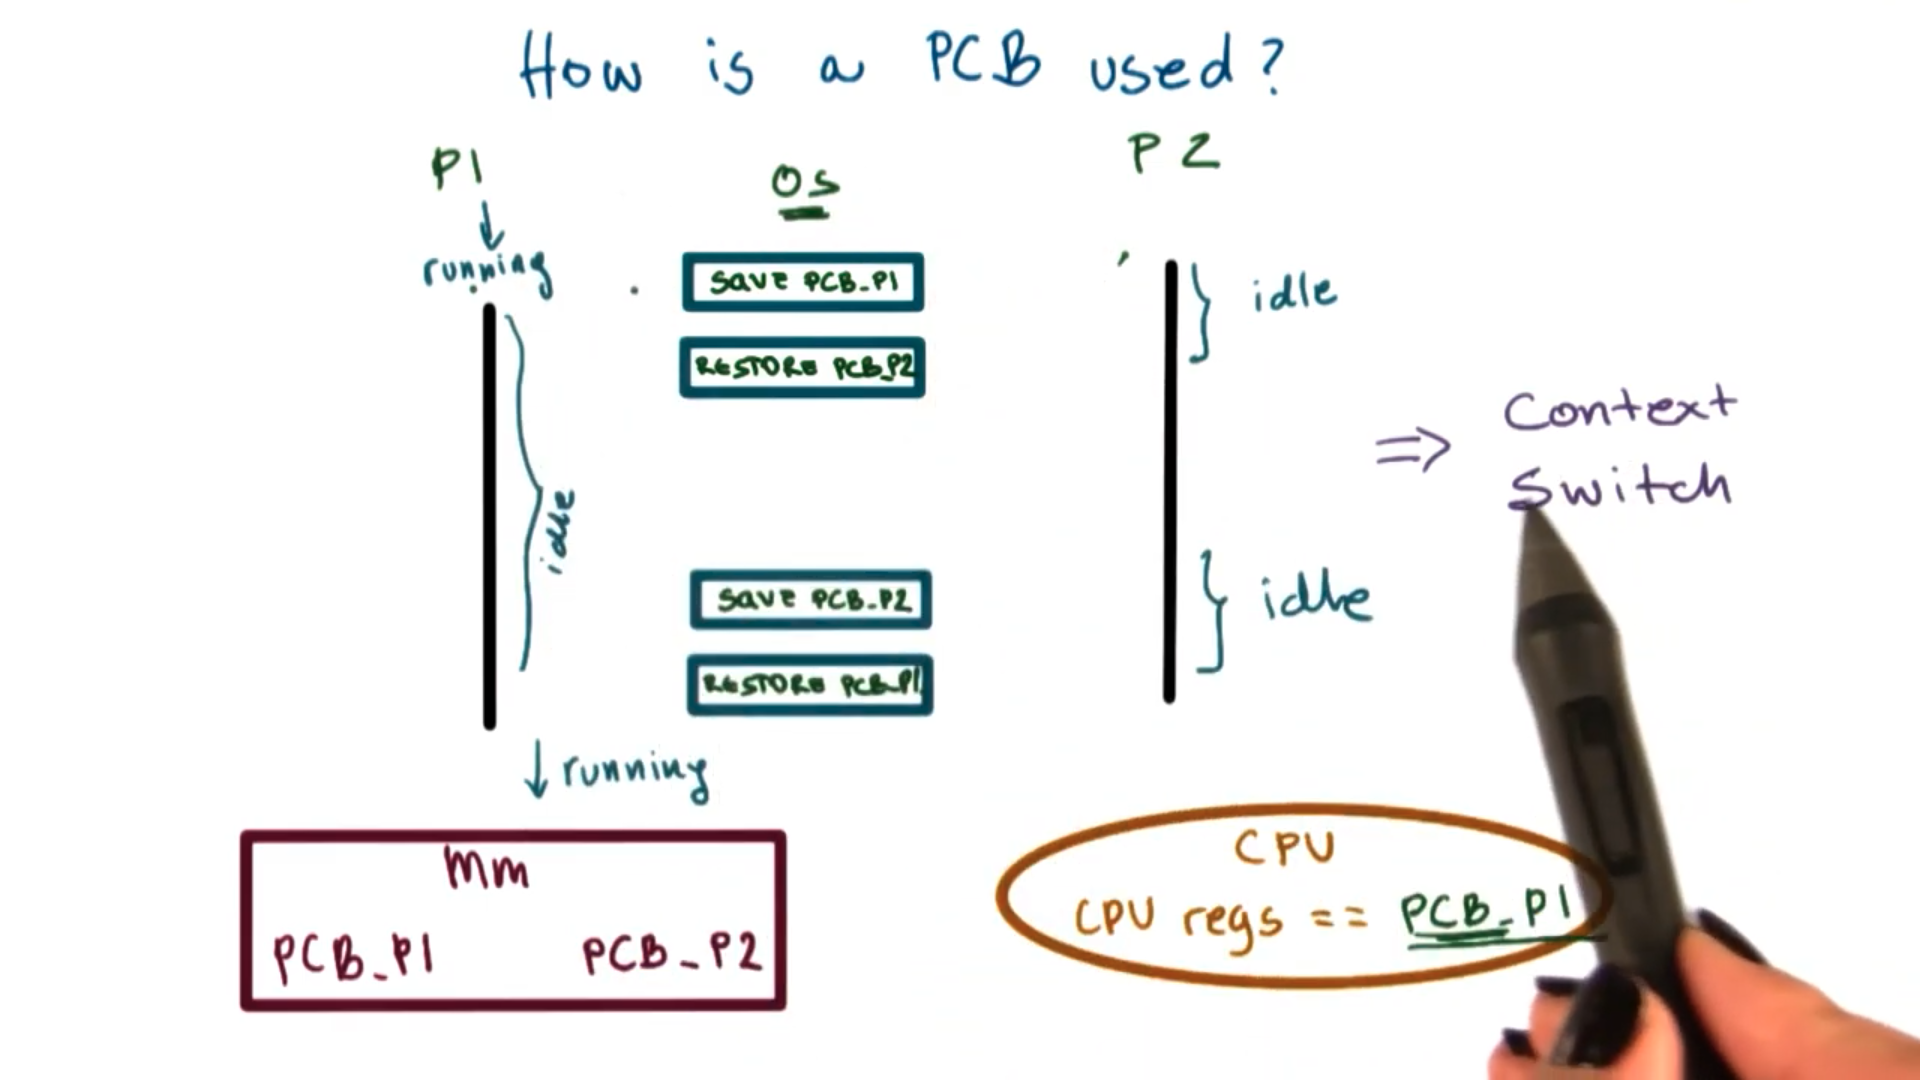 How is a PCB used?
P1
OS
P2
running
SAVE PCB_P1
idle
RESTORE PCB_P2
Context
Switch
idle
SAVE PCB_P2
idle
RESTORE PCB_P1
running
mm
PCB_P1 PCB_P2
CPU
CPU regs == PCB_P1